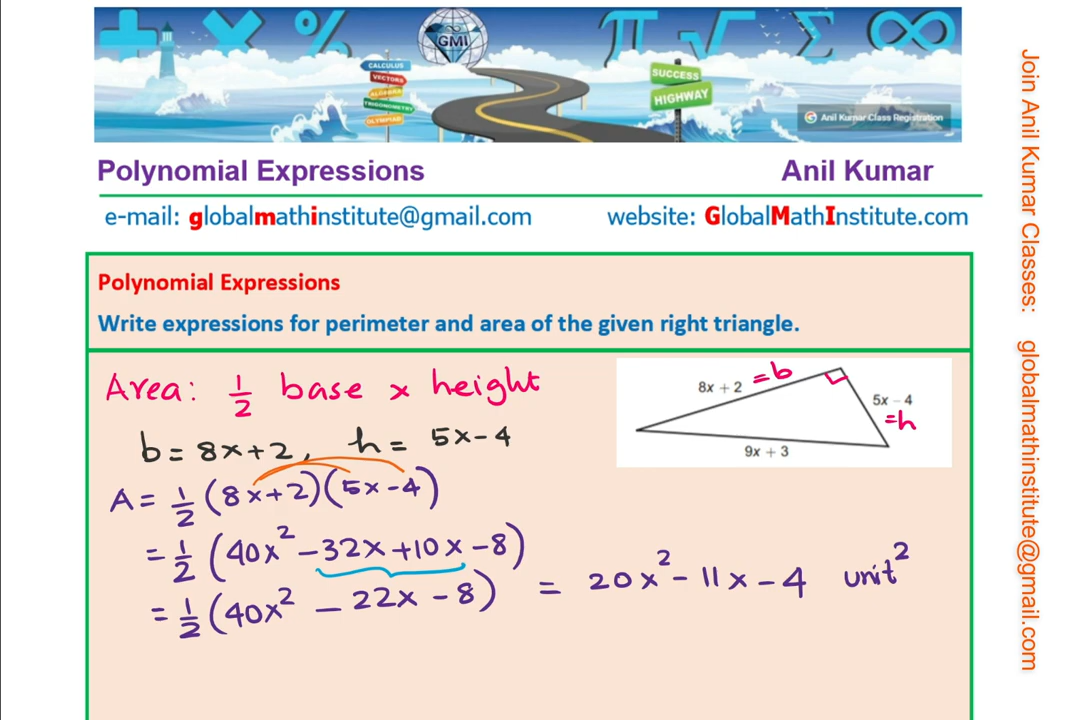 GMI
CALCULUS
VECTORS
ALGEBRA
TRIGONOMETRY
OLYMPIAD
SUCCESS
HIGHWAY
G Anil Kumar Class Registration
Polynomial Expressions Anil Kumar
e-mail: globalmathinstitute@gmail.com website: GlobalMathInstitute.com
Polynomial Expressions
Write expressions for perimeter and area of the given right triangle.
Area: 1/2 base x height
b = 8x+2, h = 5x-4
A = 1/2 (8x+2)(5x-4)
= 1/2 (40x² -32x+10x-8)
= 1/2 (40x² - 22x - 8) = 20x² - 11x - 4 unit²
8x + 2 = b
5x - 4
= h
9x + 3
Join Anil Kumar Classes: globalmathinstitute@gmail.com